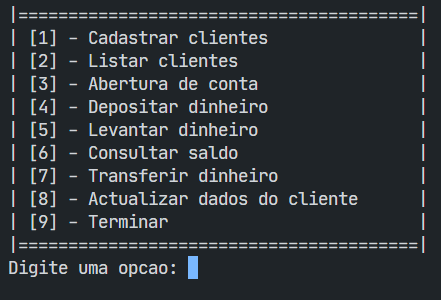 |========================================|
| [1] - Cadastrar clientes               |
| [2] - Listar clientes                  |
| [3] - Abertura de conta                |
| [4] - Depositar dinheiro               |
| [5] - Levantar dinheiro                |
| [6] - Consultar saldo                  |
| [7] - Transferir dinheiro              |
| [8] - Actualizar dados do cliente      |
| [9] - Terminar                         |
|========================================|
Digite uma opcao: